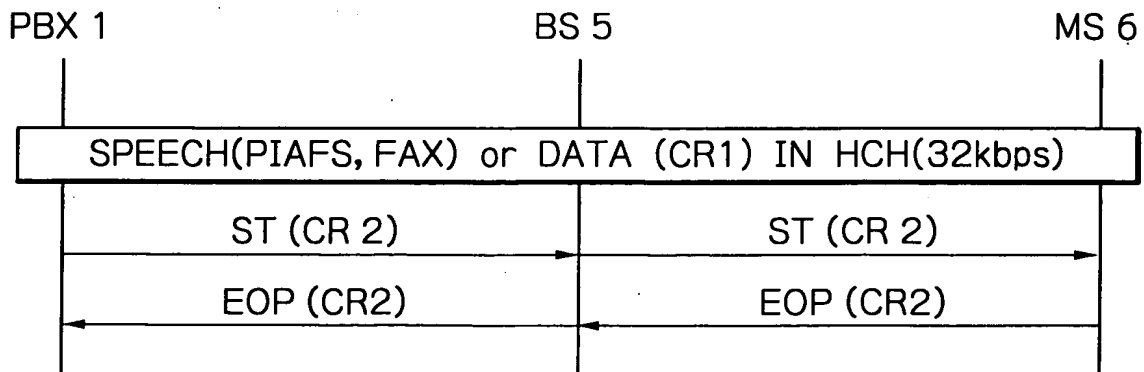 PBX 1 BS 5 MS 6
SPEECH(PIAFS, FAX) or DATA (CR1) IN HCH(32kbps)
ST (CR 2) ST (CR 2)
EOP (CR2) EOP (CR2)